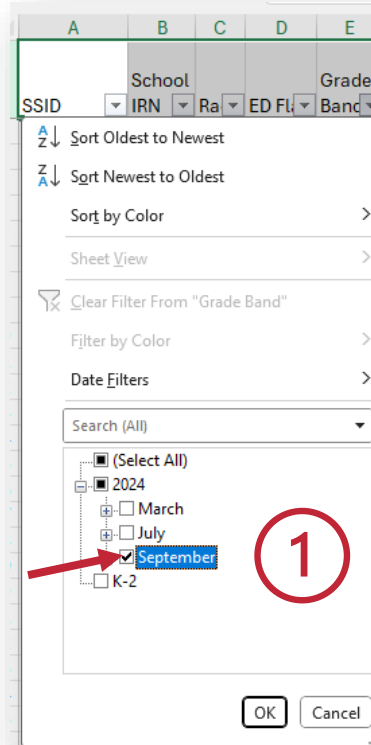 A B C D E
SSID School IRN Ra ED Fla Grade Band
Sort Oldest to Newest
Sort Newest to Oldest
Sort by Color
Sheet View
Clear Filter From "Grade Band"
Filter by Color
Date Filters
Search (All)
(Select All)
2024
March
July
September
K-2
1
OK Cancel